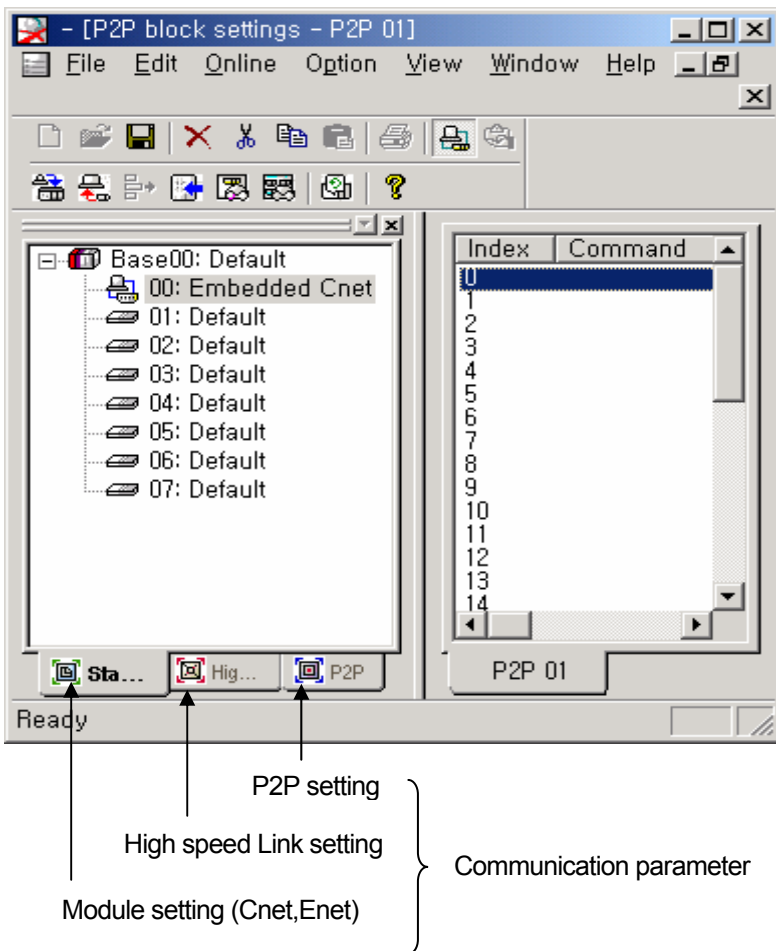 – [P2P block settings – P2P 01]
File Edit Online Option View Window Help
Base00: Default
00: Embedded Cnet
01: Default
02: Default
03: Default
04: Default
05: Default
06: Default
07: Default
Index Command
0
1
2
3
4
5
6
7
8
9
10
11
12
13
14
Sta... Hig... P2P
P2P 01
Ready
P2P setting
High speed Link setting
Communication parameter
Module setting (Cnet,Enet)